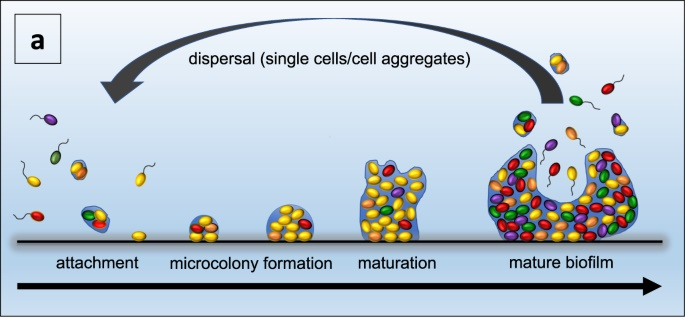 a
dispersal (single cells/cell aggregates)
attachment
microcolony formation
maturation
mature biofilm